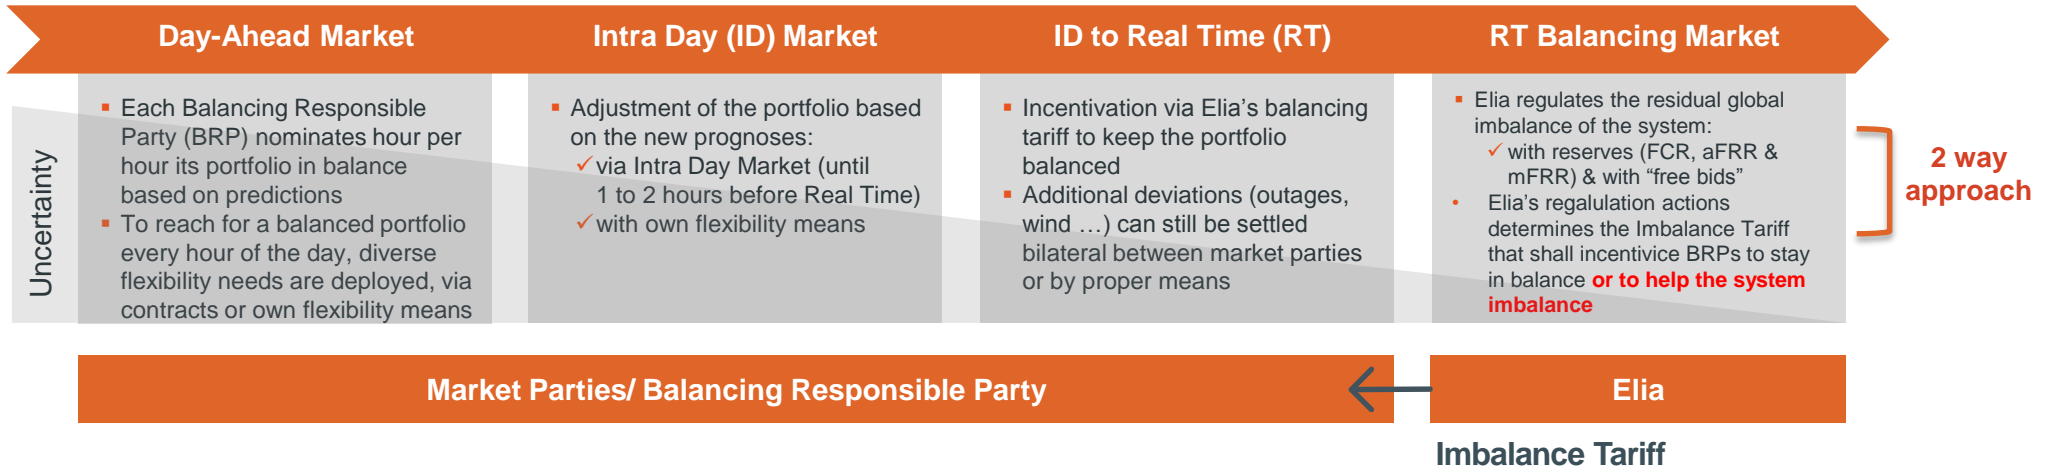 Day-Ahead Market
Intra Day (ID) Market
ID to Real Time (RT)
RT Balancing Market
Uncertainty
▪ Each Balancing Responsible
Party (BRP) nominates hour per
hour its portfolio in balance
based on predictions
▪ To reach for a balanced portfolio
every hour of the day, diverse
flexibility needs are deployed, via
contracts or own flexibility means
▪ Adjustment of the portfolio based
on the new prognoses:
✓ via Intra Day Market (until
1 to 2 hours before Real Time)
✓ with own flexibility means
▪ Incentivation via Elia’s balancing
tariff to keep the portfolio
balanced
▪ Additional deviations (outages,
wind …) can still be settled
bilateral between market parties
or by proper means
▪ Elia regulates the residual global
imbalance of the system:
✓ with reserves (FCR, aFRR &
mFRR) & with “free bids”
• Elia’s regalulation actions
determines the Imbalance Tariff
that shall incentivice BRPs to stay
in balance or to help the system
imbalance
2 way
approach
Market Parties/ Balancing Responsible Party
Elia
Imbalance Tariff